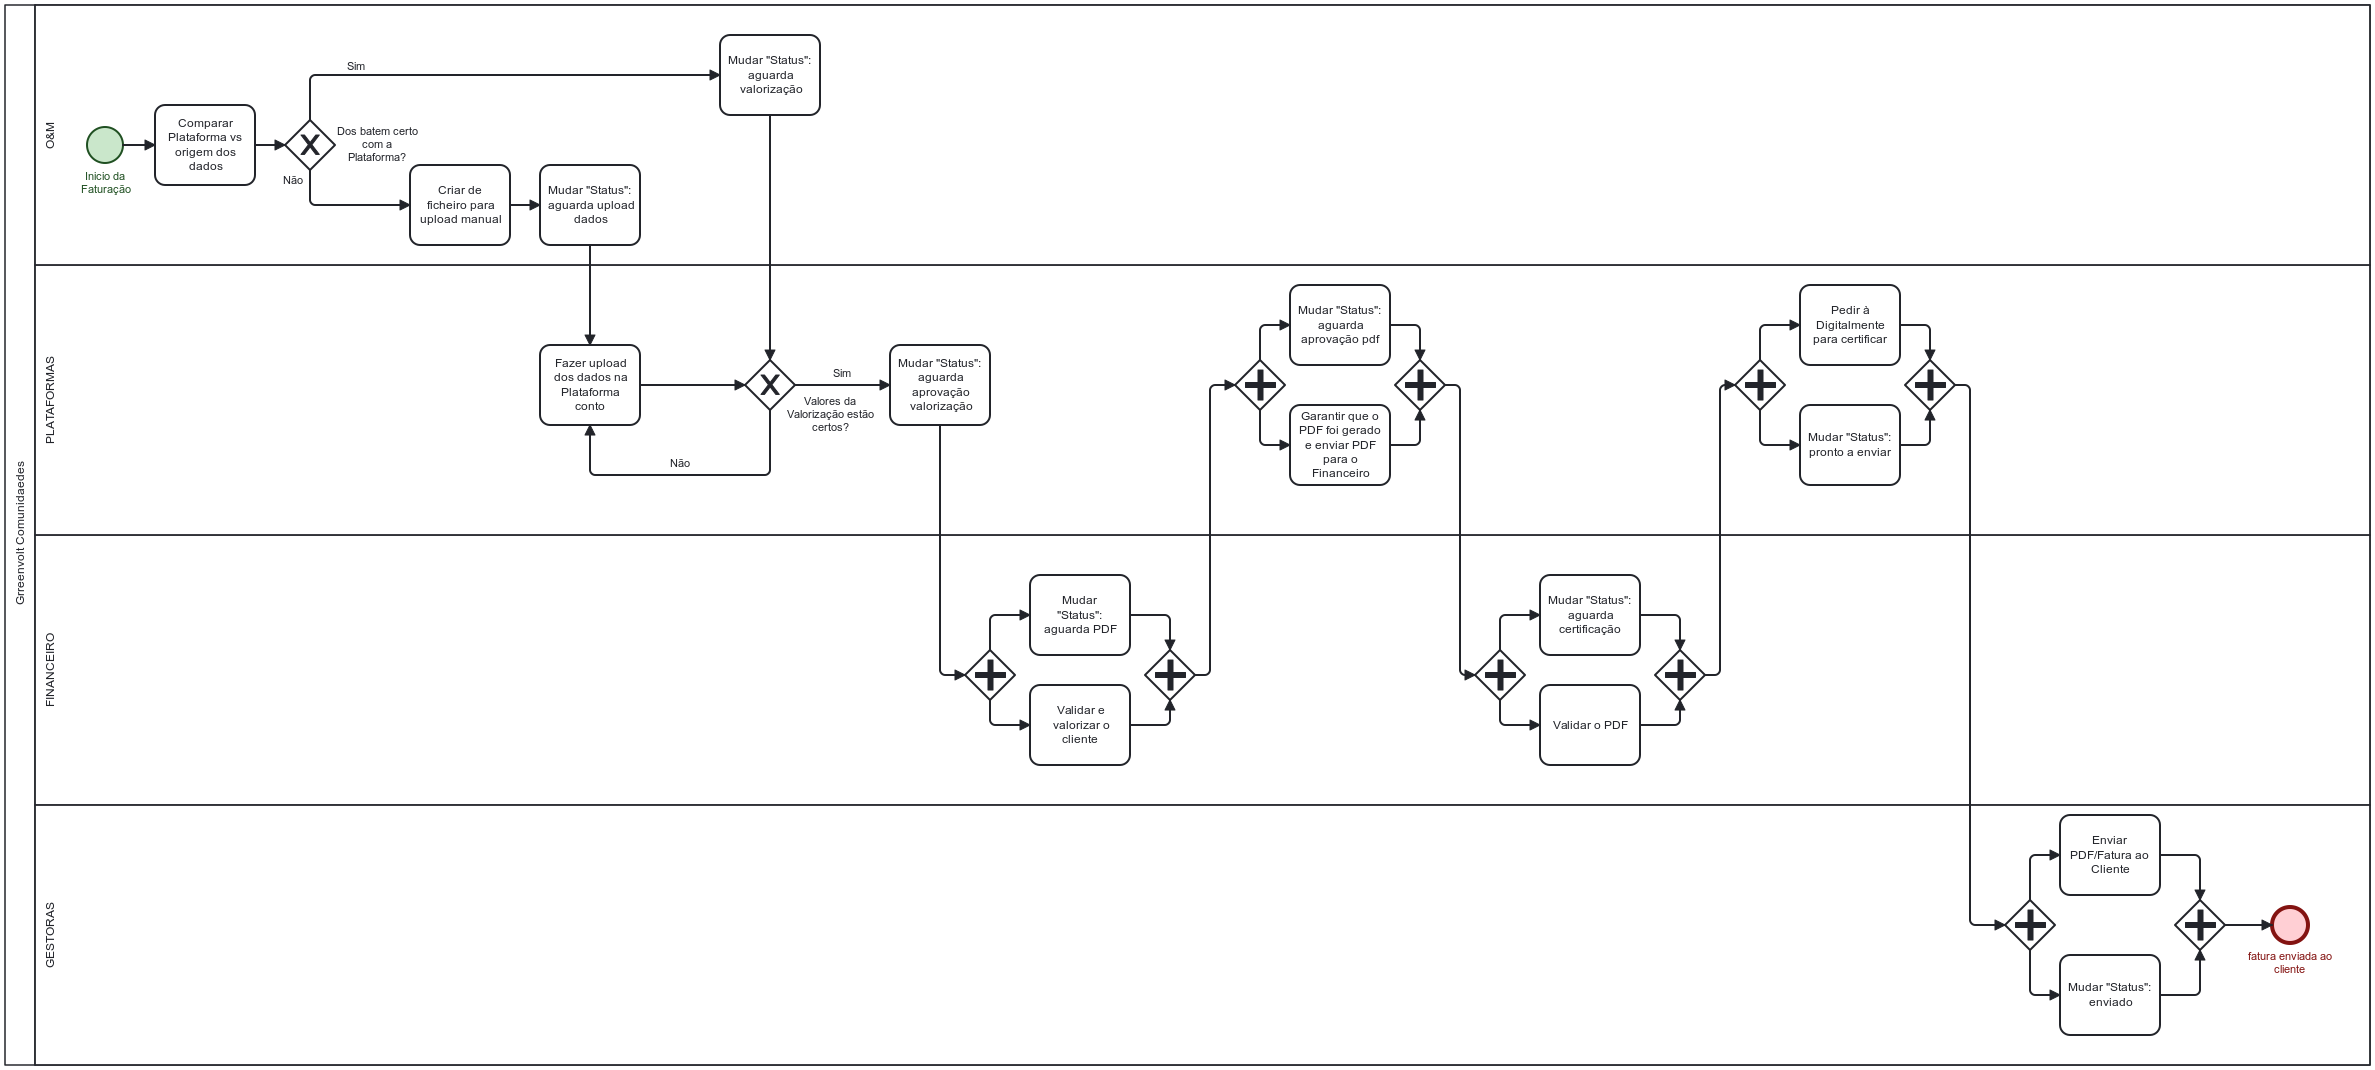 Grreenvolt Comunidaedes
O&M
Inicio da
Faturação
Comparar
Plataforma vs
origem dos
dados
Sim
Dos batem certo
com a
Plataforma?
Não
Criar de
ficheiro para
upload manual
Mudar "Status":
aguarda upload
dados
Mudar "Status":
aguarda
valorização
PLATAFORMAS
Fazer upload
dos dados na
Plataforma
conto
Sim
Valores da
Valorização estão
certos?
Não
Mudar "Status":
aguarda
aprovação
valorização
Mudar "Status":
aguarda
aprovação pdf
Garantir que o
PDF foi gerado
e enviar PDF
para o
Financeiro
Pedir à
Digitalmente
para certificar
Mudar "Status":
pronto a enviar
FINANCEIRO
Mudar
"Status":
aguarda PDF
Validar e
valorizar o
cliente
Mudar "Status":
aguarda
certificação
Validar o PDF
GESTORAS
Enviar
PDF/Fatura ao
Cliente
Mudar "Status":
enviado
fatura enviada ao
cliente